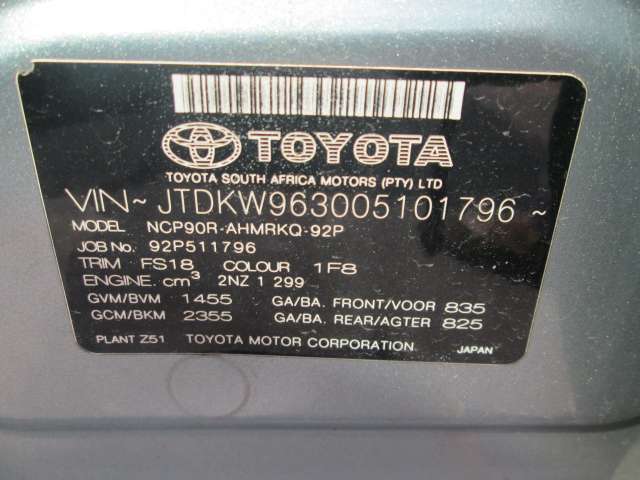 TOYOTA
TOYOTA SOUTH AFRICA MOTORS (PTY) LTD
VIN~ JTDKW963005101796 ~
MODEL NCP90R-AHMRKQ-92P
JOB No. 92P511796
TRIM FS18 COLOUR 1F8
ENGINE. cm³ 2NZ 1 299
GVM/BVM 1455 GA/BA. FRONT/VOOR 835
GCM/BKM 2355 GA/BA. REAR/AGTER 825
PLANT Z51 TOYOTA MOTOR CORPORATION JAPAN